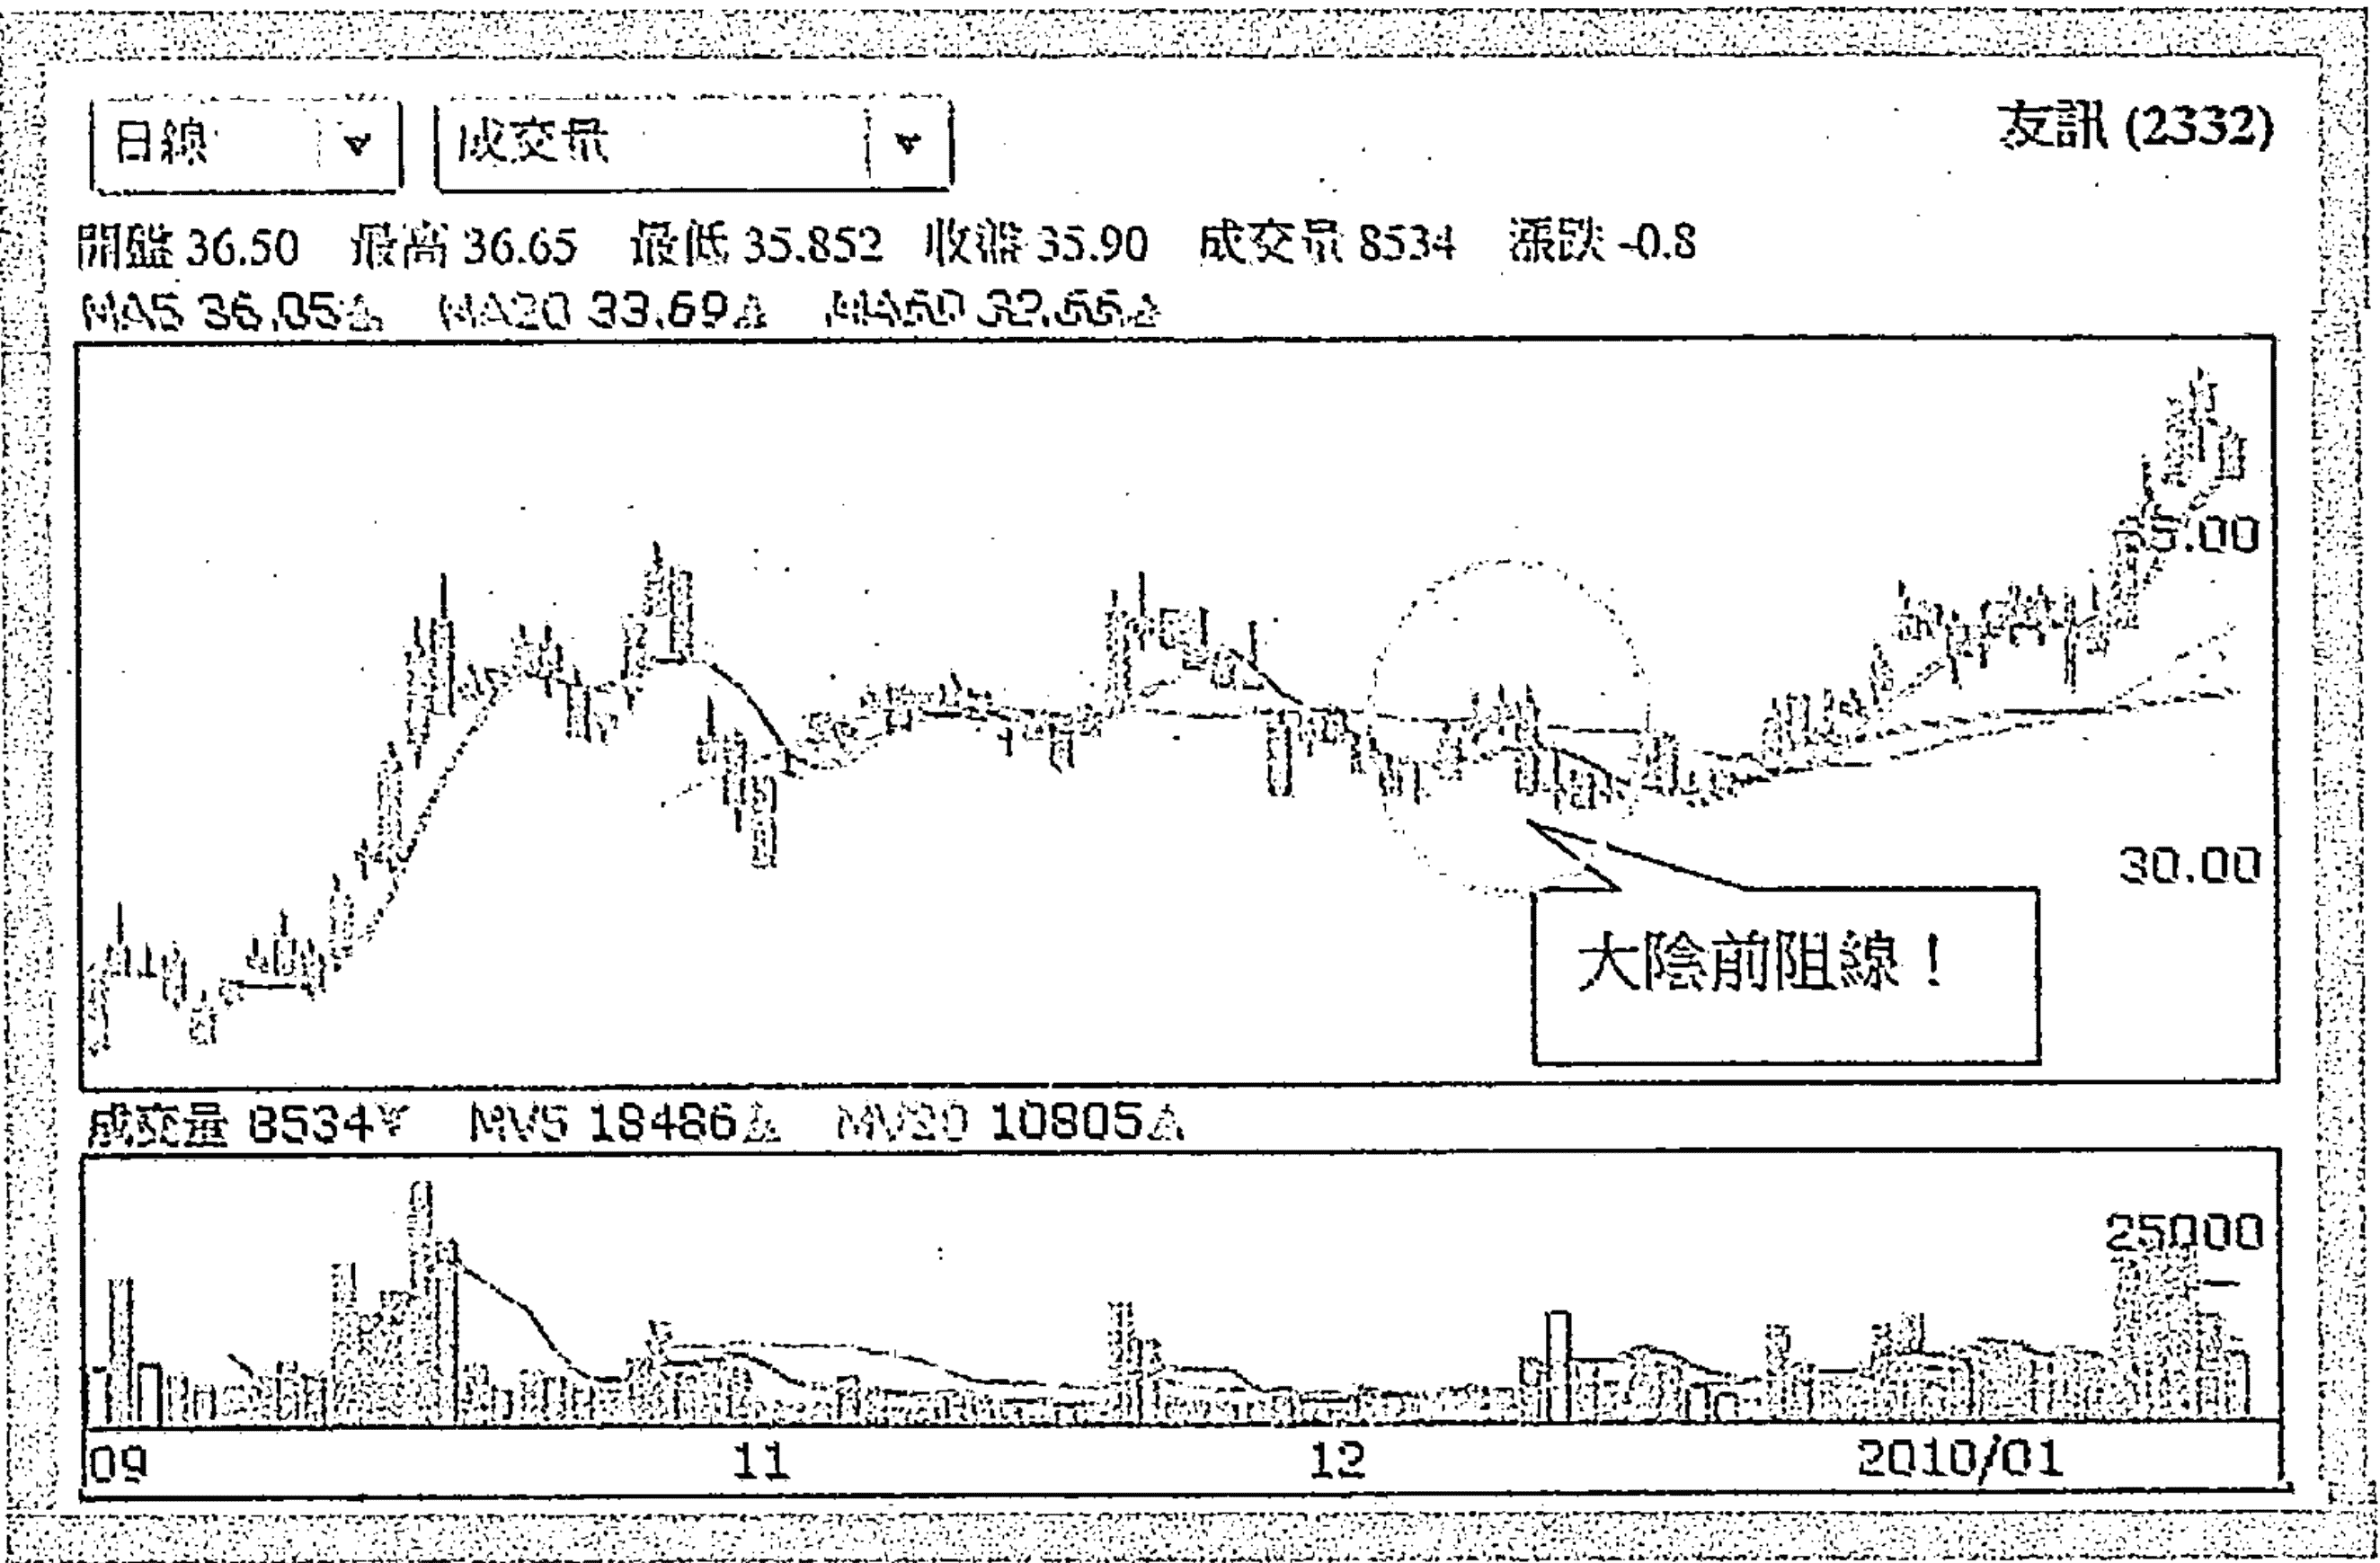 日線 成交量
友訊 (2332)
開盤 36.50 最高 36.65 最低 35.852 收盤 35.90 成交量 8534 漲跌 -0.8
MA5 36.05 MA20 33.69 MA60 32.66
35.00
30.00
大陰前阻線！
成交量 8534 MV5 18486 MV20 10805
25000
09 11 12 2010/01